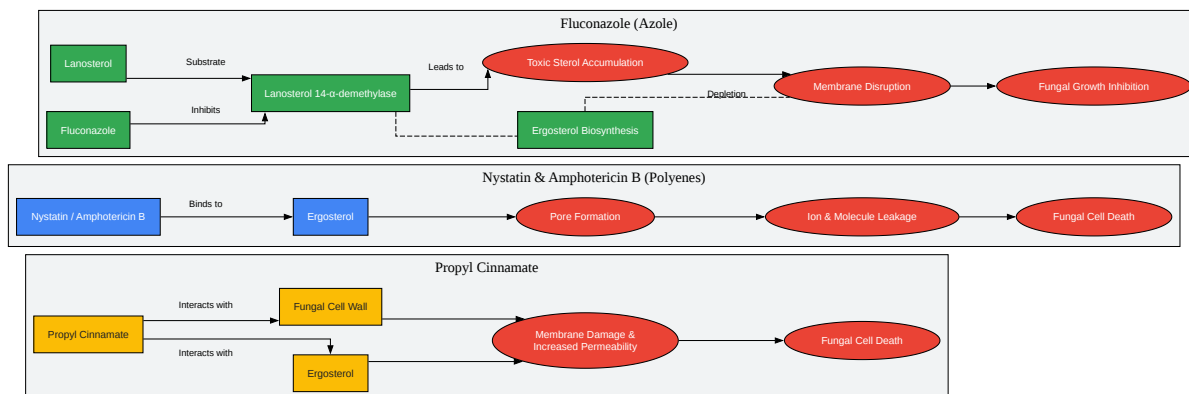 Fluconazole (Azole)
Lanosterol
Substrate
Lanosterol 14-α-demethylase
Fluconazole
Inhibits
Leads to
Toxic Sterol Accumulation
Ergosterol Biosynthesis
Depletion
Membrane Disruption
Fungal Growth Inhibition
Nystatin & Amphotericin B (Polyenes)
Nystatin / Amphotericin B
Binds to
Ergosterol
Pore Formation
Ion & Molecule Leakage
Fungal Cell Death
Propyl Cinnamate
Propyl Cinnamate
Interacts with
Fungal Cell Wall
Interacts with
Ergosterol
Membrane Damage &
Increased Permeability
Fungal Cell Death